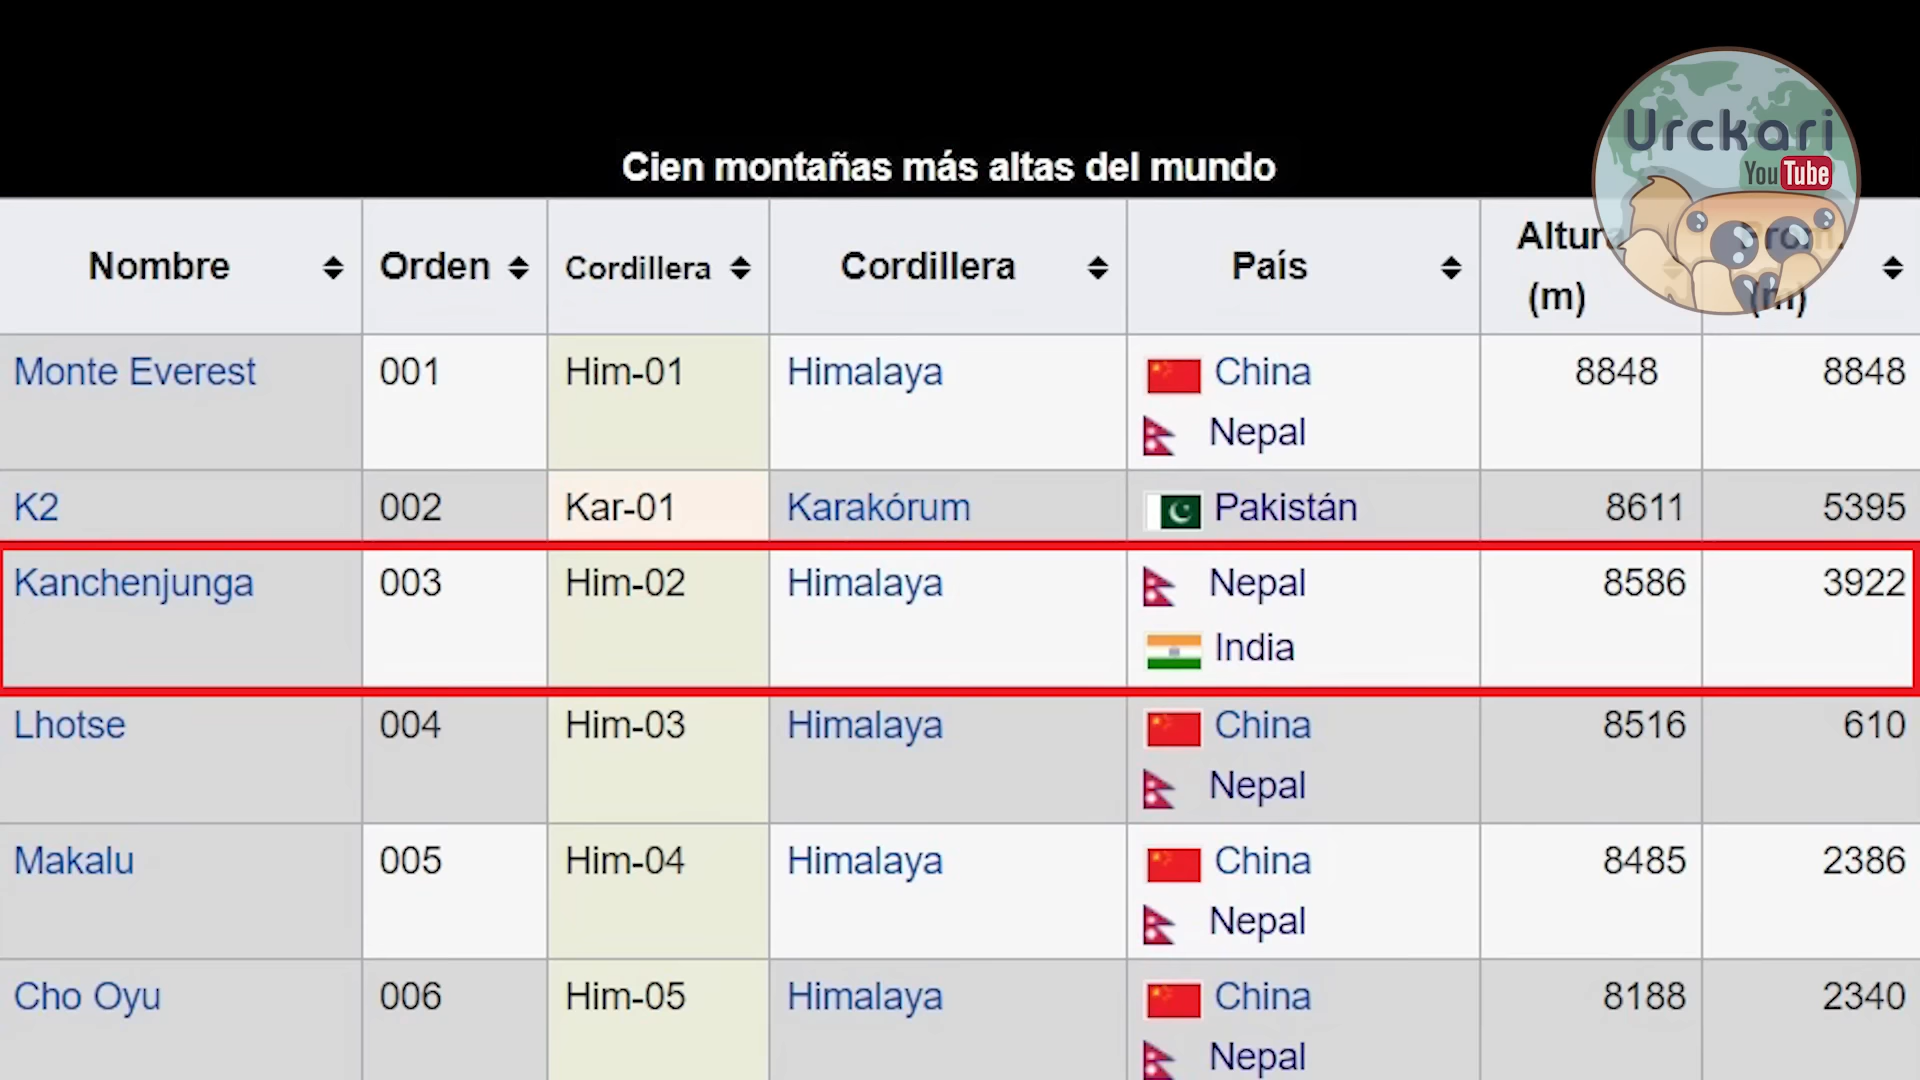 Urckari
YouTube
Cien montañas más altas del mundo
Nombre Orden Cordillera Cordillera País Altura (m) Prom. (m)
Monte Everest 001 Him-01 Himalaya China 8848 8848
Nepal
K2 002 Kar-01 Karakórum Pakistán 8611 5395
Kanchenjunga 003 Him-02 Himalaya Nepal 8586 3922
India
Lhotse 004 Him-03 Himalaya China 8516 610
Nepal
Makalu 005 Him-04 Himalaya China 8485 2386
Nepal
Cho Oyu 006 Him-05 Himalaya China 8188 2340
Nepal